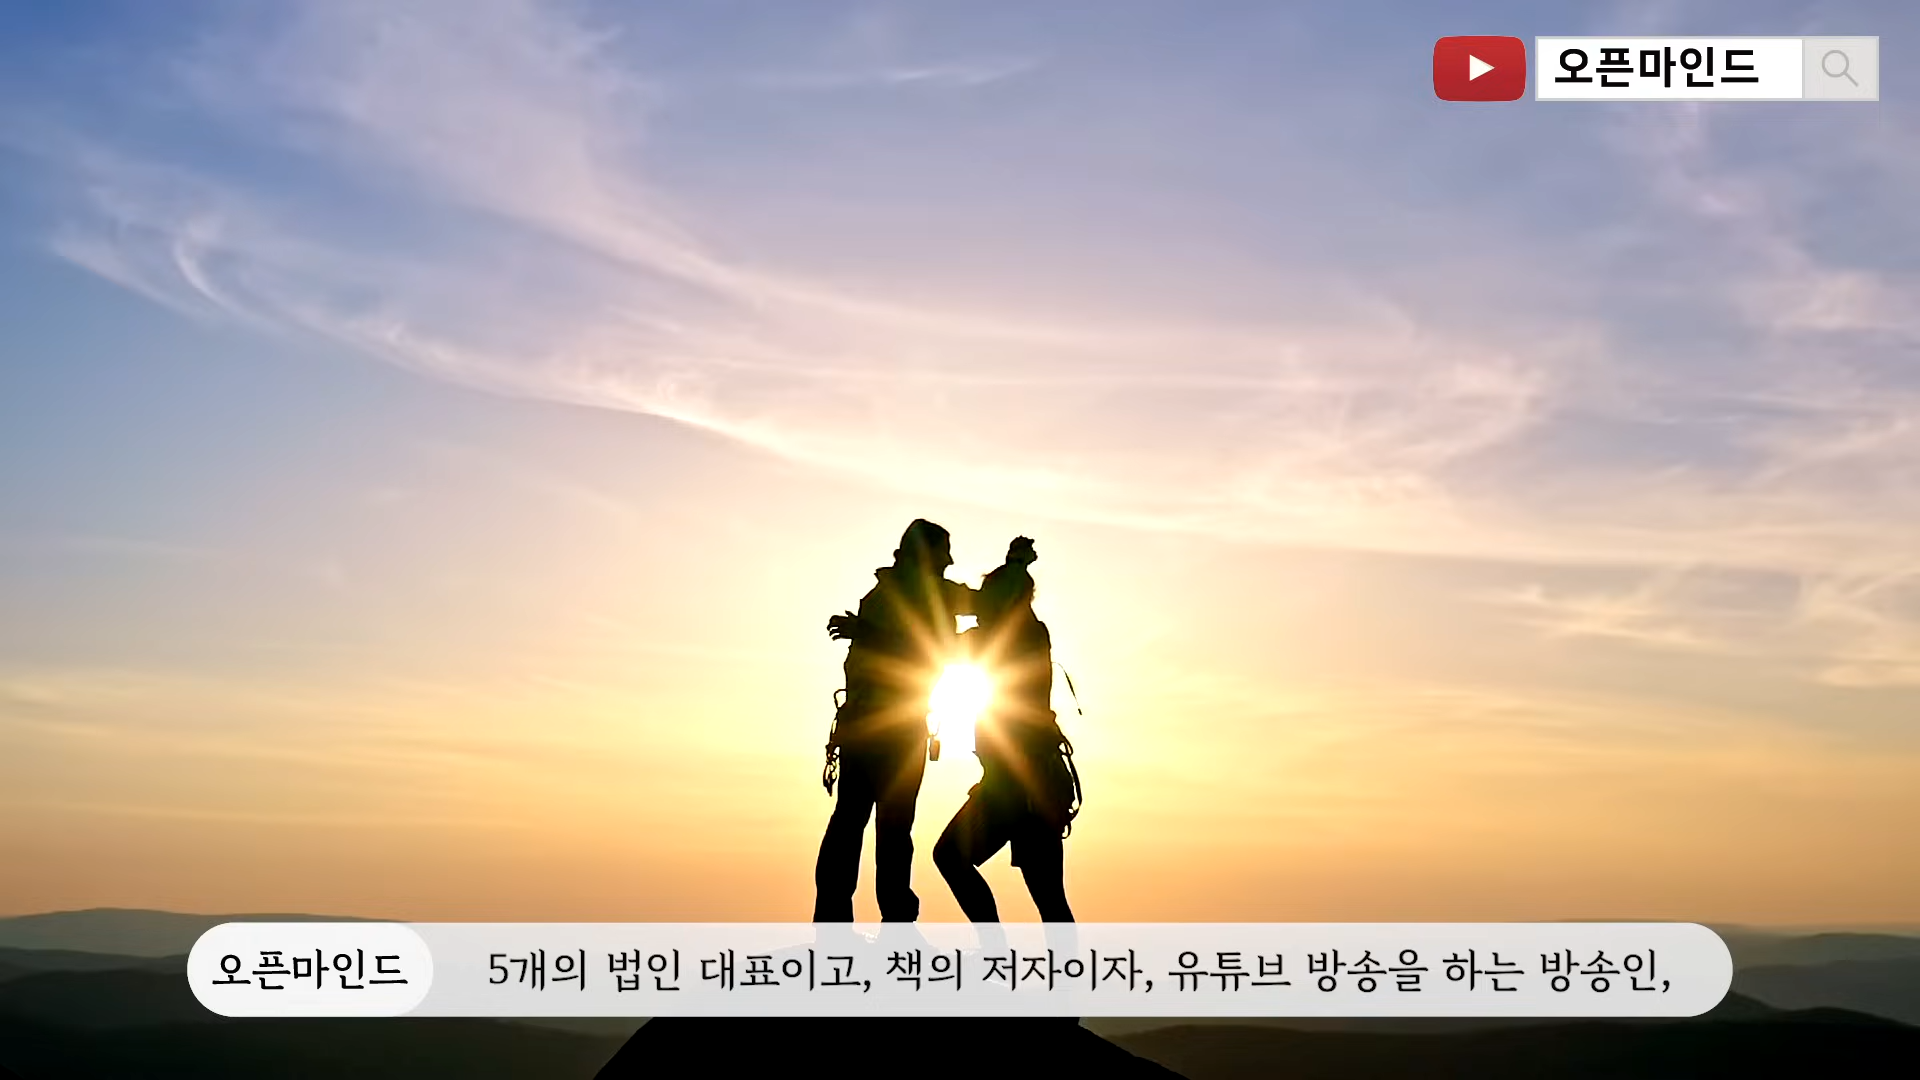 오픈마인드
오픈마인드 5개의 법인 대표이고, 책의 저자이자, 유튜브 방송을 하는 방송인,